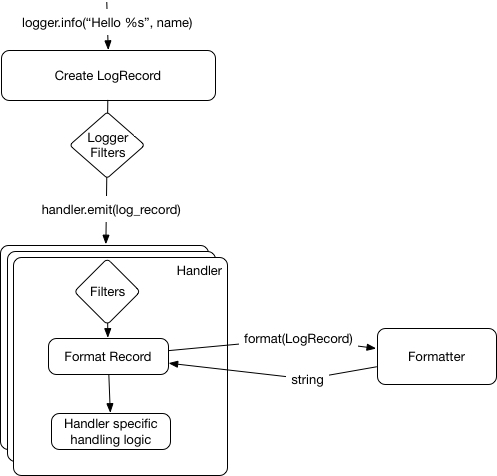 logger.info(“Hello %s”, name)
Create LogRecord
Logger
Filters
handler.emit(log_record)
Handler
Filters
Format Record
format(LogRecord)
Formatter
string
Handler specific
handling logic